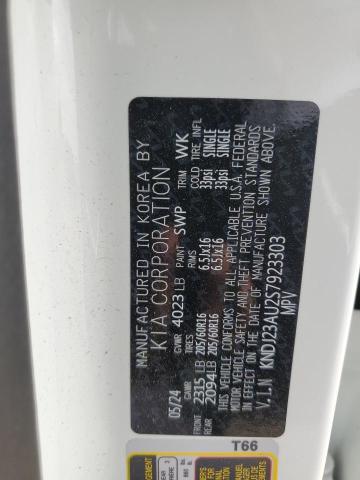 MANUFACTURED IN KOREA BY
KIA CORPORATION
05/24 GVWR 4023 LB PAINT SWP TRIM WK
TIRES RIMS COLD TIRE INFL
FRONT 2315 LB 205/60R16 6.5Jx16 33psi SINGLE
REAR 2094 LB 205/60R16 6.5Jx16 33psi SINGLE
THIS VEHICLE CONFORMS TO ALL APPLICABLE U.S.A. FEDERAL
MOTOR VEHICLE SAFETY AND THEFT PREVENTION STANDARDS
IN EFFECT ON THE DATE OF MANUFACTURE SHOWN ABOVE.
V.I.N KNDJ23AU2S7923303
MPV
T66